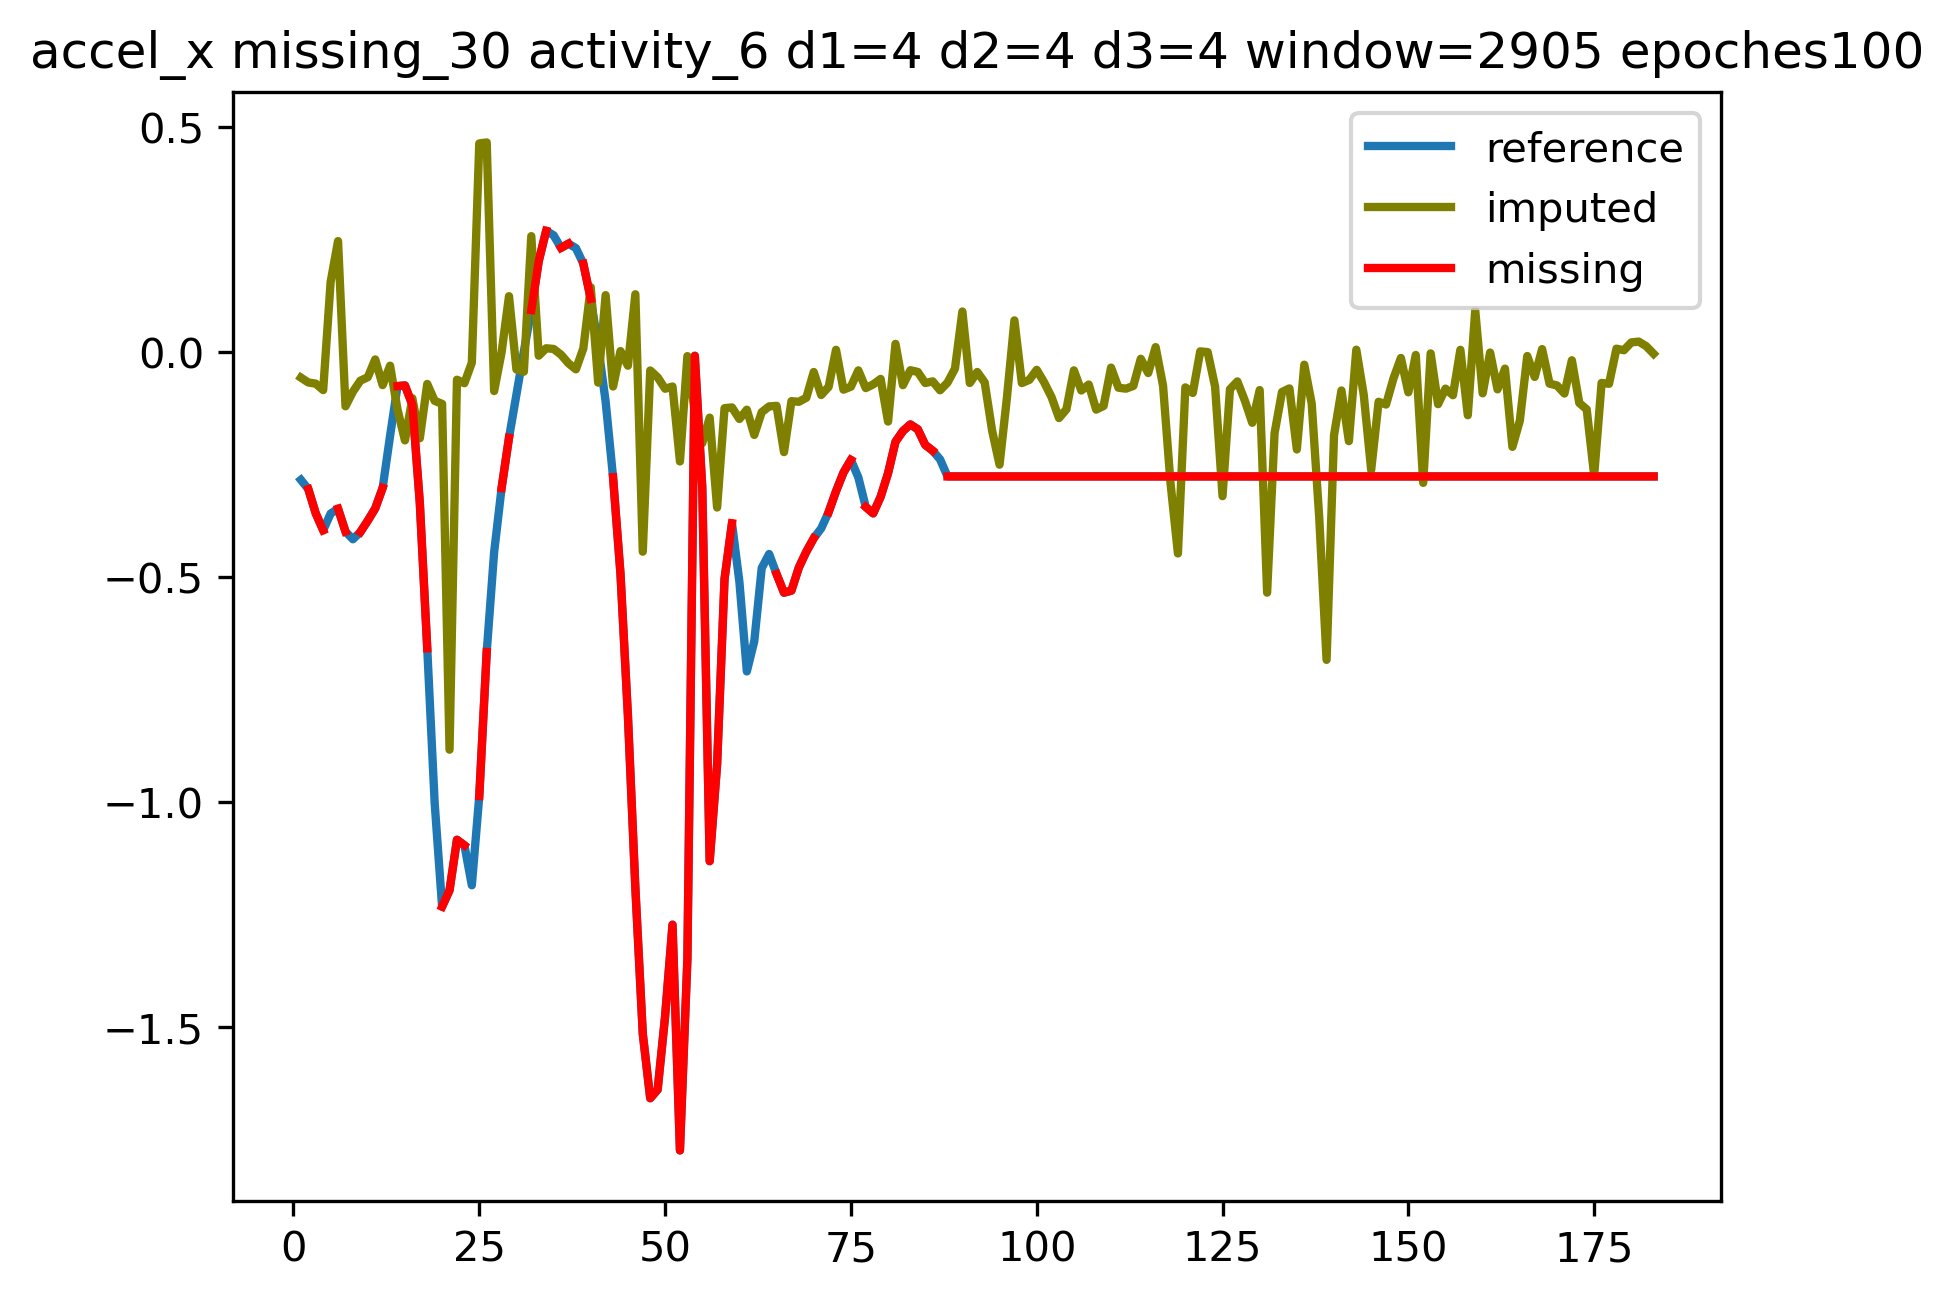 accel_x missing_30 activity_6 d1=4 d2=4 d3=4 window=2905 epoches100
reference
imputed
missing
0.5
0.0
−0.5
−1.0
−1.5
0 25 50 75 100 125 150 175